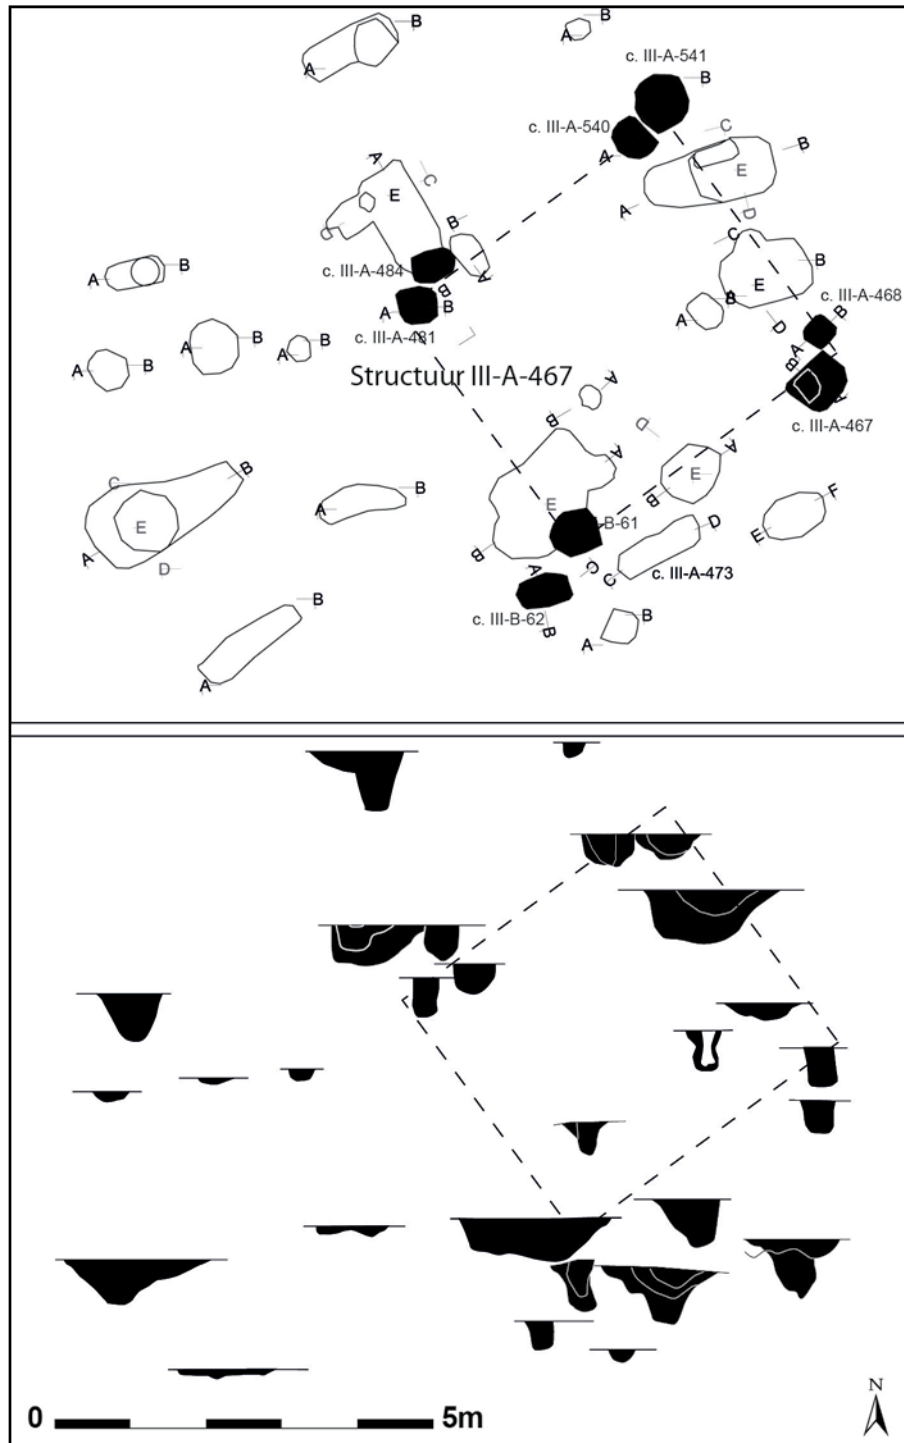 B
A
B
A
c. III-A-541
B
c. III-A-540
A
C
B
E
A
D
A
C
E
B
D
c. III-A-484
A
B
A
B
A
B
c. III-A-481
C
B
E
A
B
D
c. III-A-468
B
A
B
A
c. III-A-467
A
B
A
B
A
B
A
B
Structuur III-A-467
A
B
D
A
E
B
A
E
B
-B-61
C
B
E
A
D
A
B
F
E
D
C
c. III-A-473
A
C
c. III-B-62
B
B
A
B
A
0
5m
N